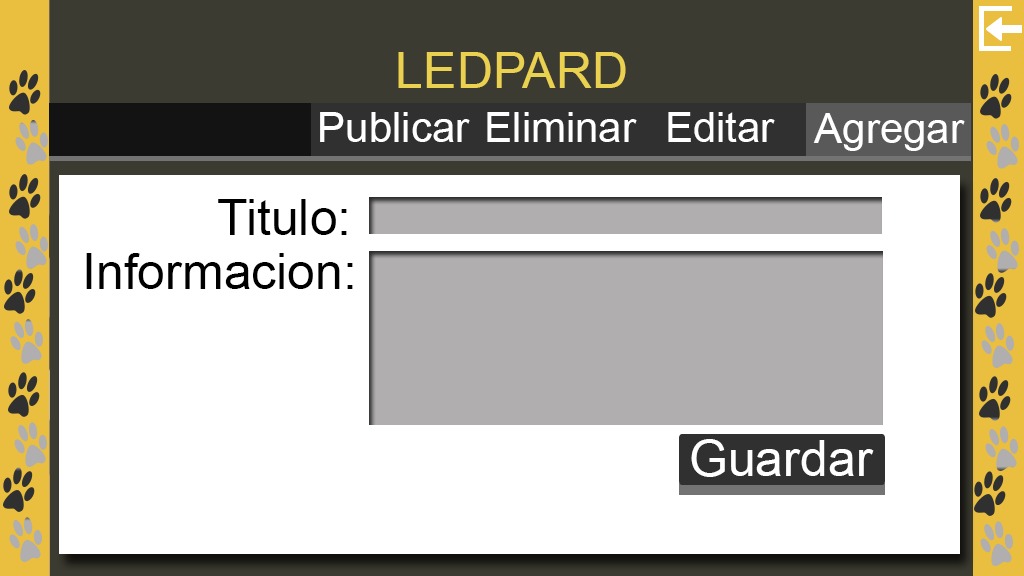 LEDPARD
Publicar Eliminar Editar Agregar
Titulo:
Informacion:
Guardar